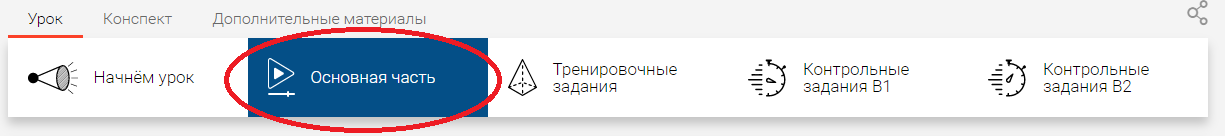 Урок Конспект Дополнительные материалы
Начнём урок
Основная часть
Тренировочные
задания
Контрольные
задания В1
Контрольные
задания В2